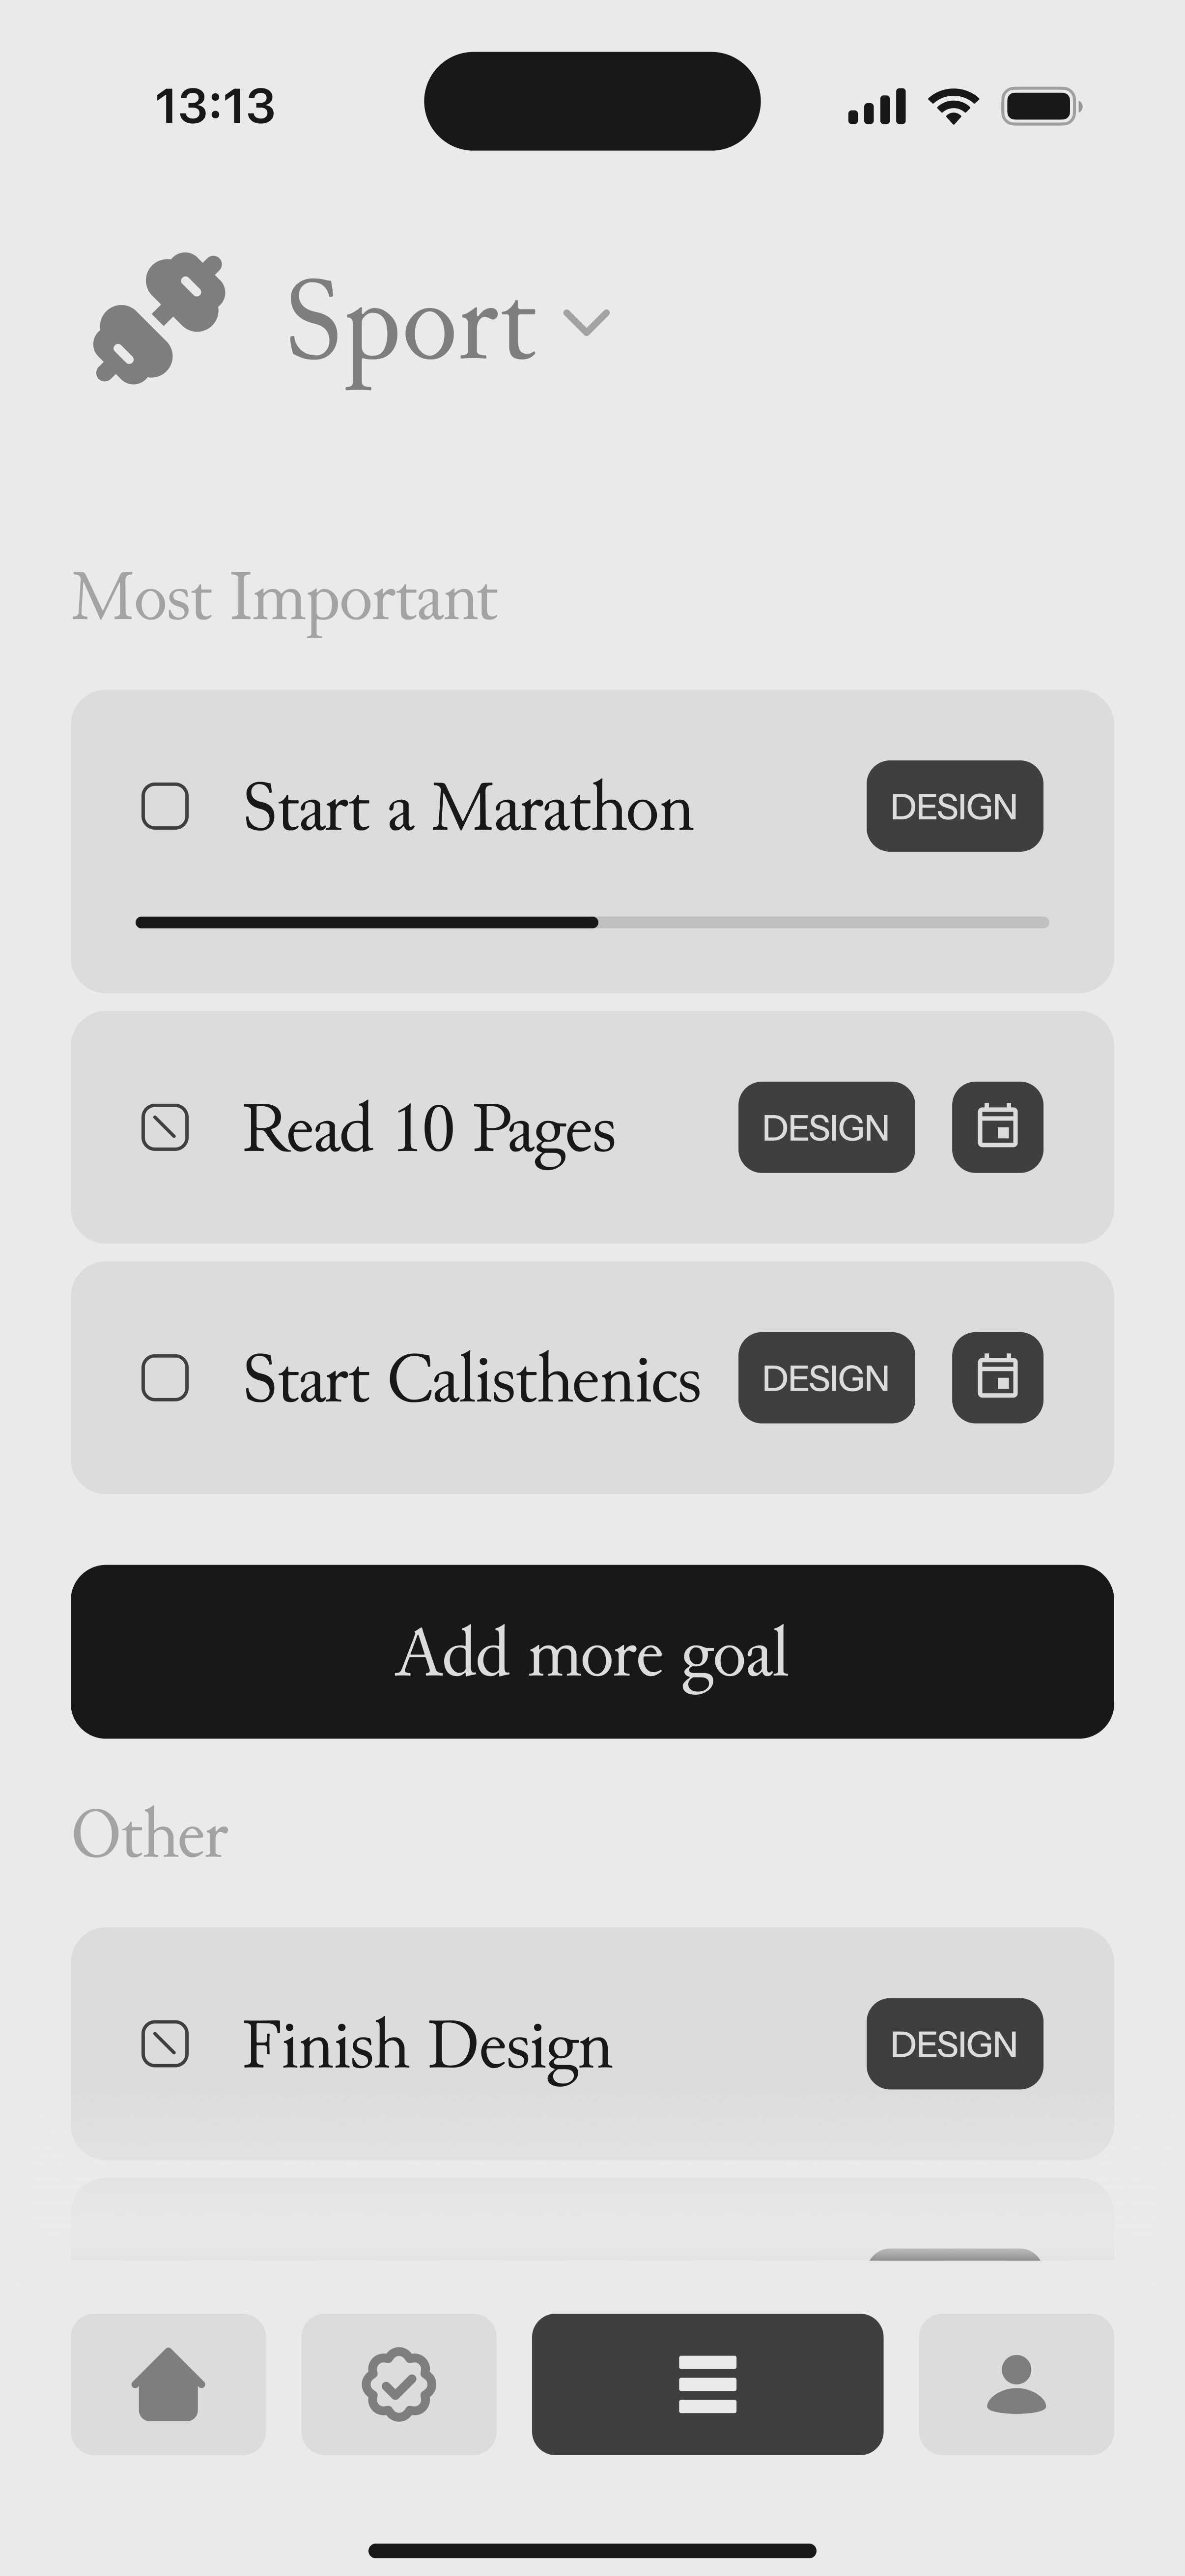 13:13
Sport
Most Important
Start a Marathon
DESIGN
Read 10 Pages
DESIGN
Start Calisthenics
DESIGN
Add more goal
Other
Finish Design
DESIGN